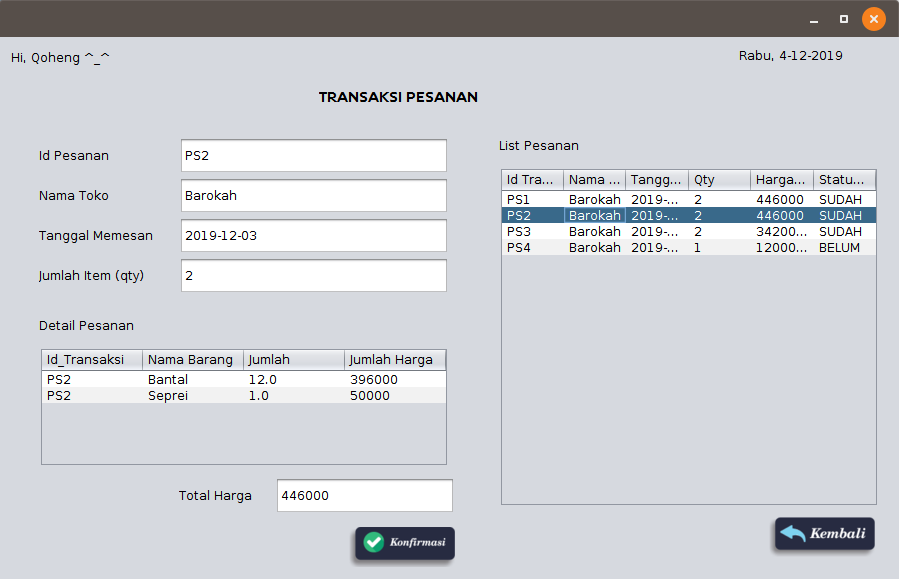 Hi, Qoheng ^_^
Rabu, 4-12-2019
TRANSAKSI PESANAN
Id Pesanan PS2
Nama Toko Barokah
Tanggal Memesan 2019-12-03
Jumlah Item (qty) 2
Detail Pesanan
Id_Transaksi Nama Barang Jumlah Jumlah Harga
PS2 Bantal 12.0 396000
PS2 Seprei 1.0 50000
Total Harga 446000
Konfirmasi
List Pesanan
Id Tra... Nama ... Tangg... Qty Harga... Statu...
PS1 Barokah 2019-... 2 446000 SUDAH
PS2 Barokah 2019-... 2 446000 SUDAH
PS3 Barokah 2019-... 2 34200... SUDAH
PS4 Barokah 2019-... 1 12000... BELUM
Kembali